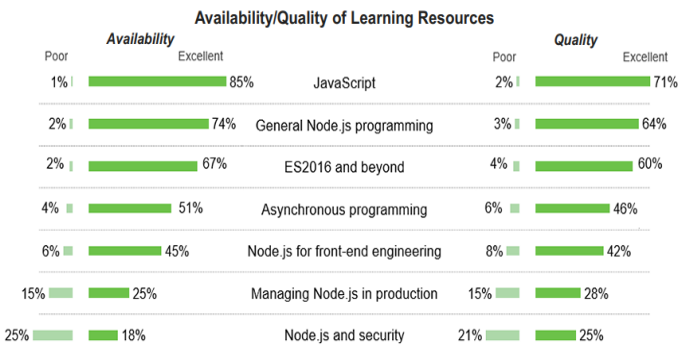 Availability/Quality of Learning Resources
Availability Quality
Poor Excellent Poor Excellent
1% 85% JavaScript 2% 71%
2% 74% General Node.js programming 3% 64%
2% 67% ES2016 and beyond 4% 60%
4% 51% Asynchronous programming 6% 46%
6% 45% Node.js for front-end engineering 8% 42%
15% 25% Managing Node.js in production 15% 28%
25% 18% Node.js and security 21% 25%